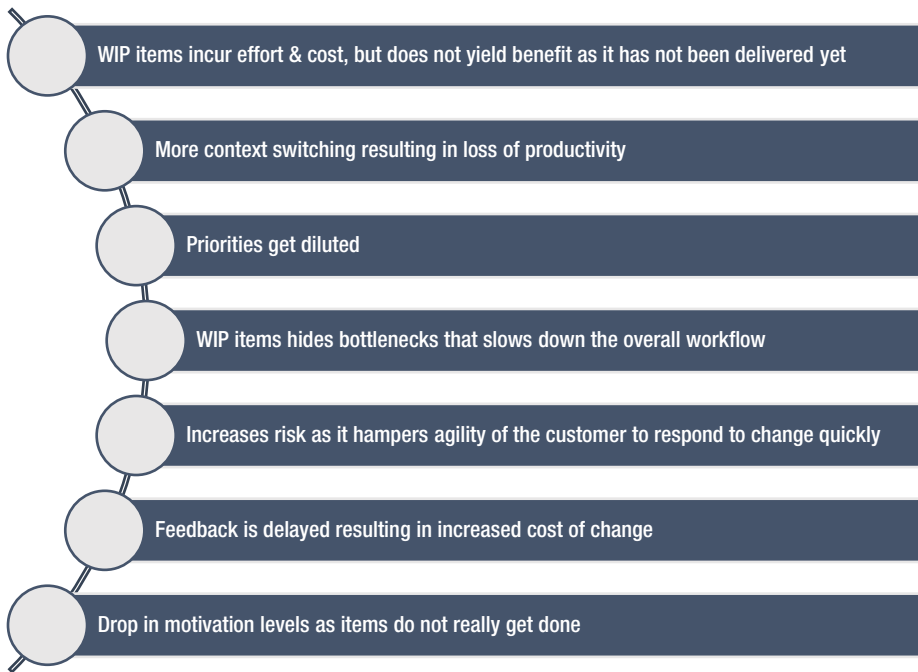 WIP items incur effort & cost, but does not yield benefit as it has not been delivered yet
More context switching resulting in loss of productivity
Priorities get diluted
WIP items hides bottlenecks that slows down the overall workflow
Increases risk as it hampers agility of the customer to respond to change quickly
Feedback is delayed resulting in increased cost of change
Drop in motivation levels as items do not really get done